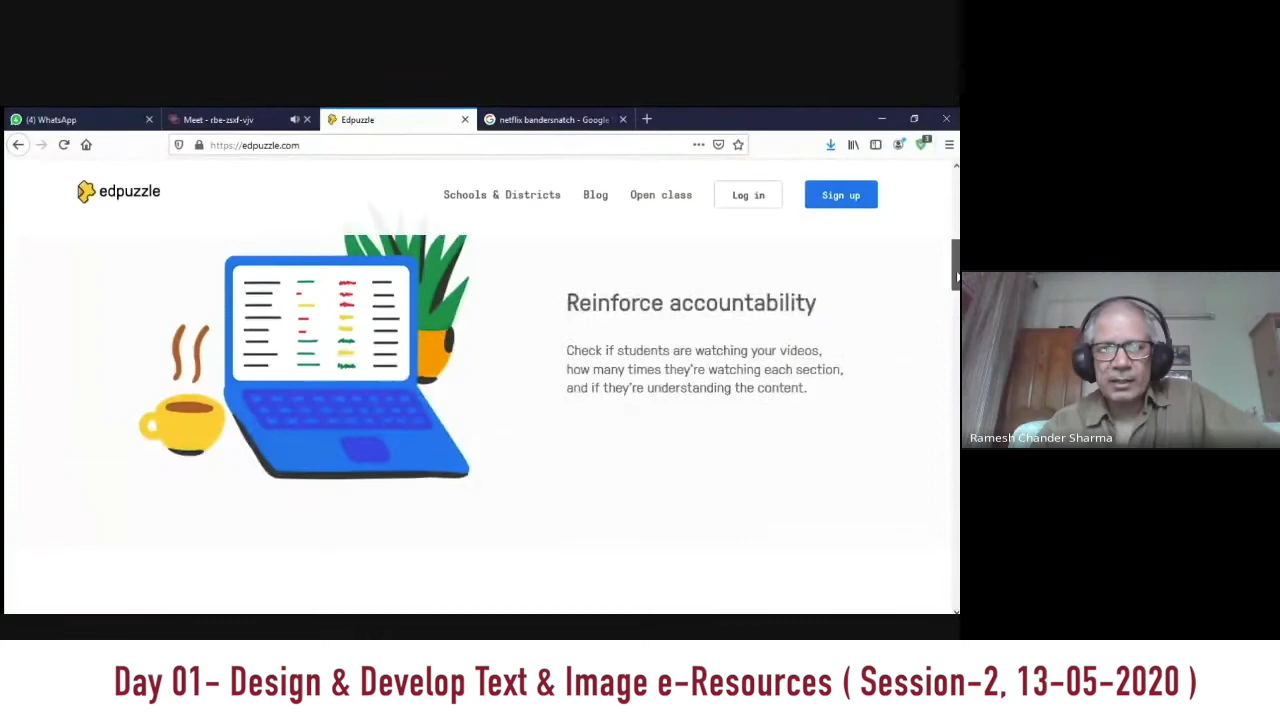 (4) WhatsApp
Meet - rbe-zsxf-vjv
Edpuzzle
netflix bandersnatch - Google
https://edpuzzle.com
3
edpuzzle
Schools & Districts
Blog
Open class
Log in
Sign up
Reinforce accountability
Check if students are watching your videos,
how many times they're watching each section,
and if they're understanding the content.
Ramesh Chander Sharma
Day 01- Design & Develop Text & Image e-Resources ( Session-2, 13-05-2020 )